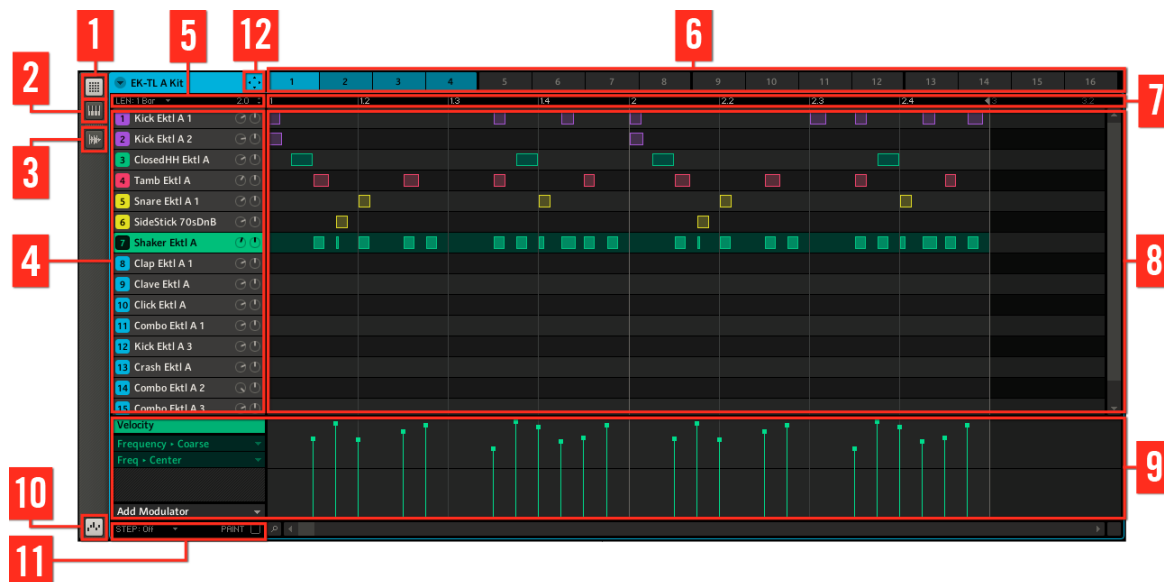 1
5
12
6
2
EK-TL A Kit
1 2 3 4 5 6 7 8 9 10 11 12 13 14 15 16
LEN: 1 Bar 2.0
1 1.2 1.3 1.4 2 2.2 2.3 2.4 3 3.2
7
1 Kick Ektl A 1
2 Kick Ektl A 2
3
3 ClosedHH Ektl A
4 Tamb Ektl A
5 Snare Ektl A 1
6 SideStick 70sDnB
7 Shaker Ektl A
4
8
8 Clap Ektl A 1
9 Clave Ektl A
10 Click Ektl A
11 Combo Ektl A 1
12 Kick Ektl A 3
13 Crash Ektl A
14 Combo Ektl A 2
15 Combo Ektl A 3
Velocity
Frequency • Coarse
Freq • Center
9
10
Add Modulator
STEP: Off PAINT
11